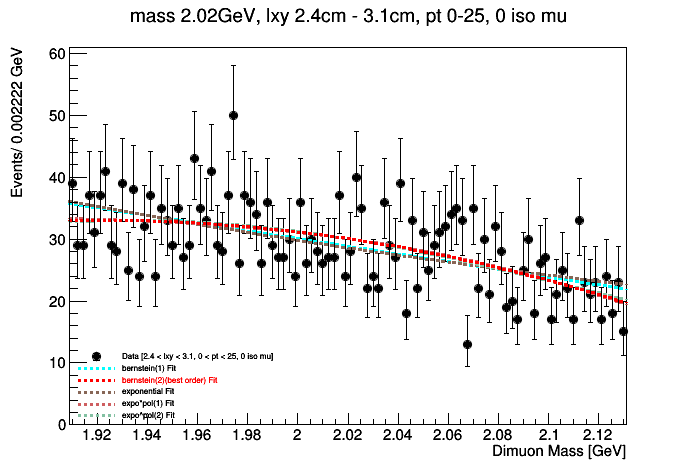 mass 2.02GeV, lxy 2.4cm - 3.1cm, pt 0-25, 0 iso mu
Events/ 0.002222 GeV
60
50
40
30
20
10
0
Data [2.4 < lxy < 3.1, 0 < pt < 25, 0 iso mu]
bernstein(1) Fit
bernstein(2)(best order) Fit
exponential Fit
expo*pol(1) Fit
expo*pol(2) Fit
1.92 1.94 1.96 1.98 2 2.02 2.04 2.06 2.08 2.1 2.12
Dimuon Mass [GeV]